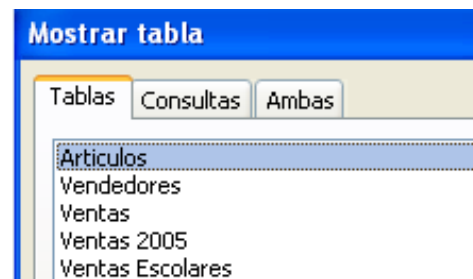 Mostrar tabla
Tablas Consultas Ambas
Articulos
Vendedores
Ventas
Ventas 2005
Ventas Escolares